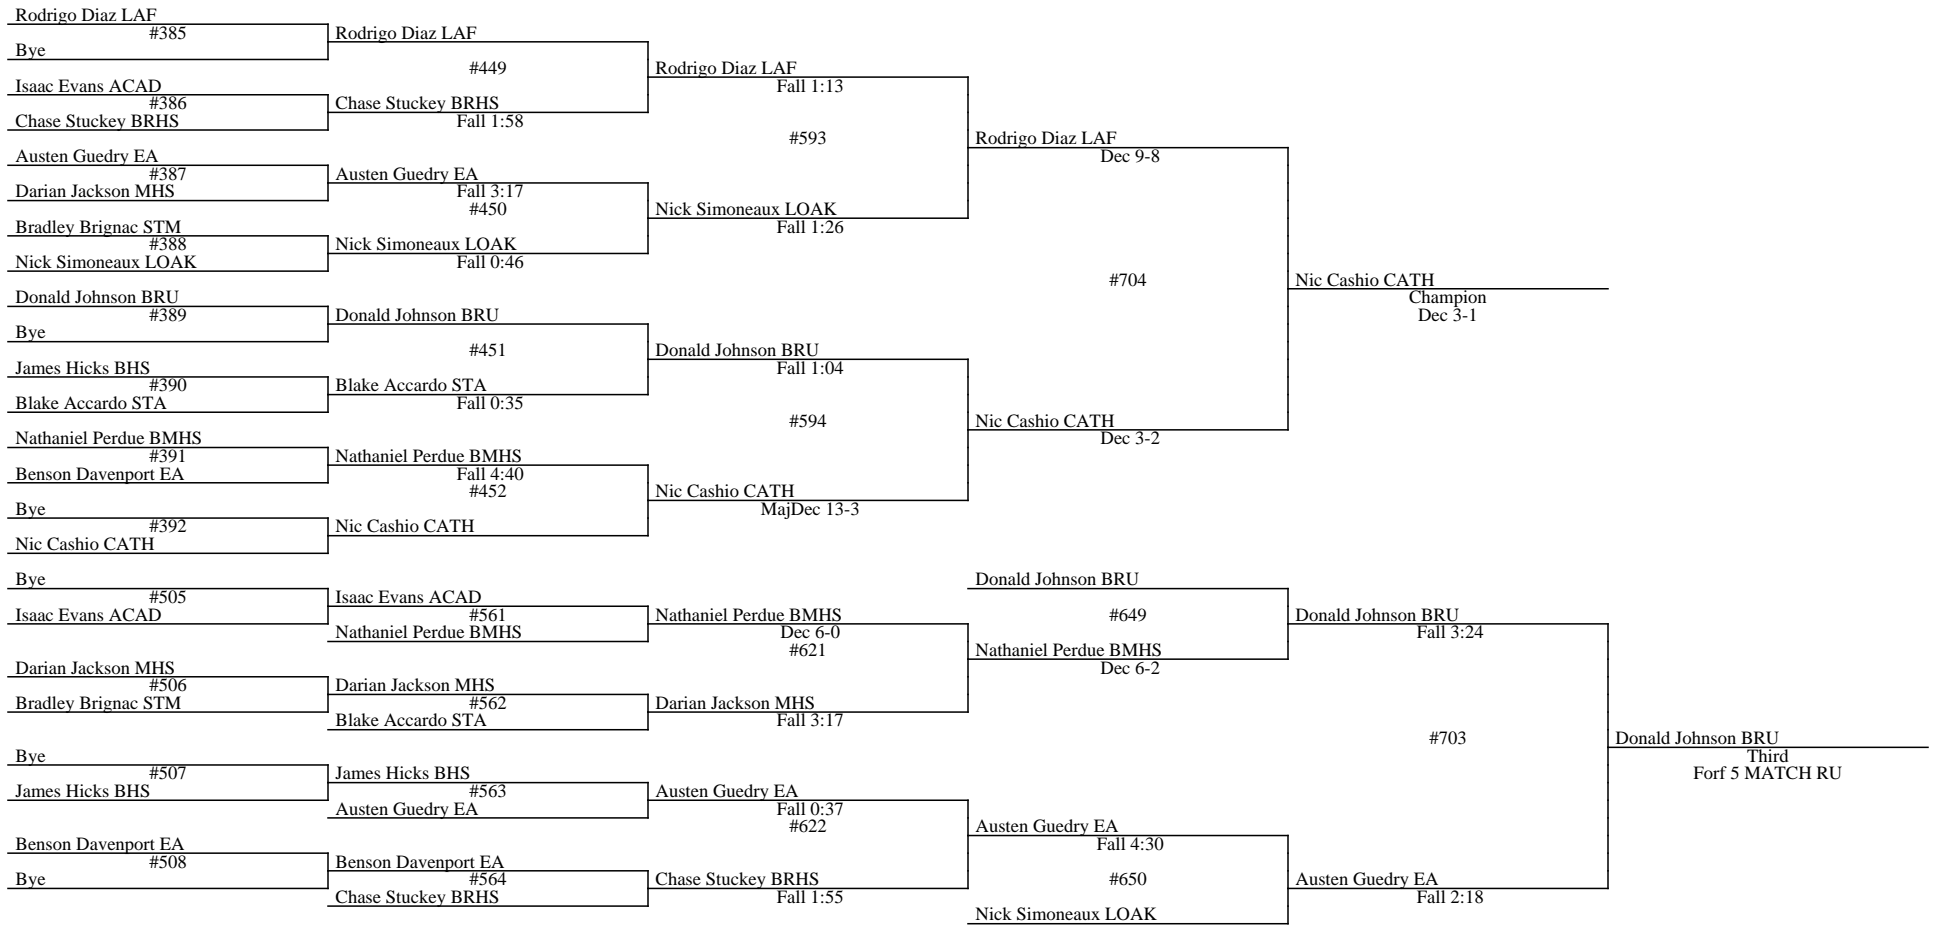 Rodrigo Diaz LAF
#385
Bye
Isaac Evans ACAD
#386
Chase Stuckey BRHS
Austen Guedry EA
#387
Darian Jackson MHS
Bradley Brignac STM
#388
Nick Simoneaux LOAK
Donald Johnson BRU
#389
Bye
James Hicks BHS
#390
Blake Accardo STA
Nathaniel Perdue BMHS
#391
Benson Davenport EA
Bye
#392
Nic Cashio CATH
Rodrigo Diaz LAF
#449
Chase Stuckey BRHS
Fall 1:58
Austen Guedry EA
Fall 3:17
#450
Nick Simoneaux LOAK
Fall 0:46
Donald Johnson BRU
#451
Blake Accardo STA
Fall 0:35
Nathaniel Perdue BMHS
Fall 4:40
#452
Nic Cashio CATH
Rodrigo Diaz LAF
Fall 1:13
#593
Nick Simoneaux LOAK
Fall 1:26
Donald Johnson BRU
Fall 1:04
#594
Nic Cashio CATH
MajDec 13-3
Rodrigo Diaz LAF
Dec 9-8
#704
Nic Cashio CATH
Dec 3-2
Nic Cashio CATH
Champion
Dec 3-1
Bye
#505
Isaac Evans ACAD
Darian Jackson MHS
#506
Bradley Brignac STM
Bye
#507
James Hicks BHS
Benson Davenport EA
#508
Bye
Isaac Evans ACAD
#561
Nathaniel Perdue BMHS
Darian Jackson MHS
#562
Blake Accardo STA
James Hicks BHS
#563
Austen Guedry EA
Benson Davenport EA
#564
Chase Stuckey BRHS
Nathaniel Perdue BMHS
Dec 6-0
#621
Darian Jackson MHS
Fall 3:17
Austen Guedry EA
Fall 0:37
#622
Chase Stuckey BRHS
Fall 1:55
Donald Johnson BRU
#649
Nathaniel Perdue BMHS
Dec 6-2
Austen Guedry EA
Fall 4:30
#650
Nick Simoneaux LOAK
Donald Johnson BRU
Fall 3:24
#703
Austen Guedry EA
Fall 2:18
Donald Johnson BRU
Third
Forf 5 MATCH RU